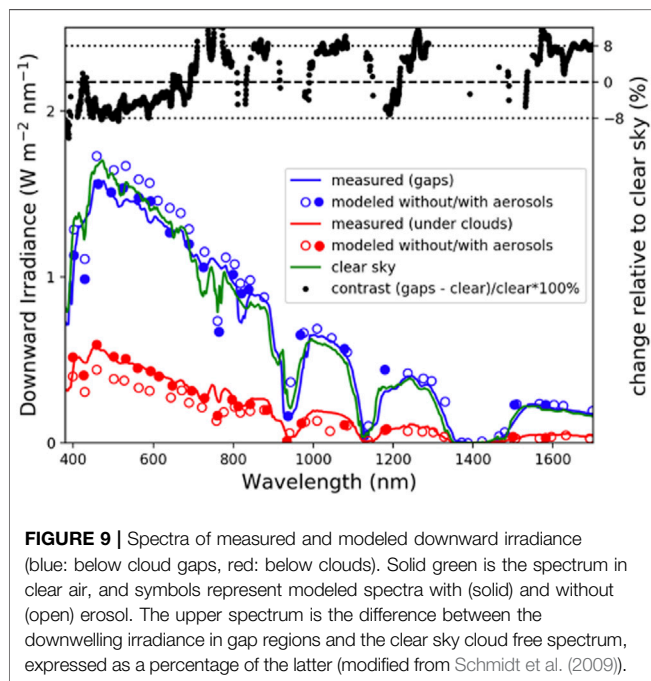 8
0
−8
change relative to clear sky (%)
2
1
0
Downward Irradiance (W m−2 nm−1)
measured (gaps)
modeled without/with aerosols
measured (under clouds)
modeled without/with aerosols
clear sky
contrast (gaps - clear)/clear*100%
400 600 800 1000 1200 1400 1600
Wavelength (nm)
FIGURE 9 | Spectra of measured and modeled downward irradiance
(blue: below cloud gaps, red: below clouds). Solid green is the spectrum in
clear air, and symbols represent modeled spectra with (solid) and without
(open) erosol. The upper spectrum is the difference between the
downwelling irradiance in gap regions and the clear sky cloud free spectrum,
expressed as a percentage of the latter (modified from Schmidt et al. (2009)).